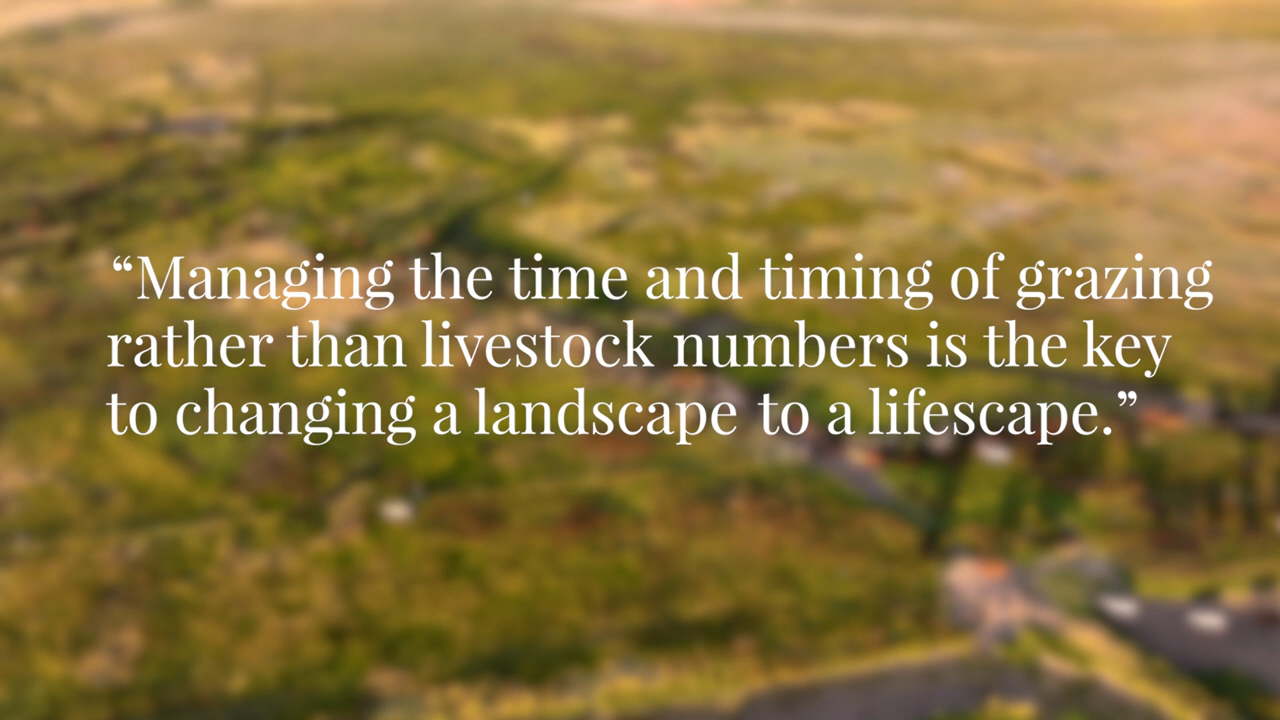 “Managing the time and timing of grazing
rather than livestock numbers is the key
to changing a landscape to a lifescape.”